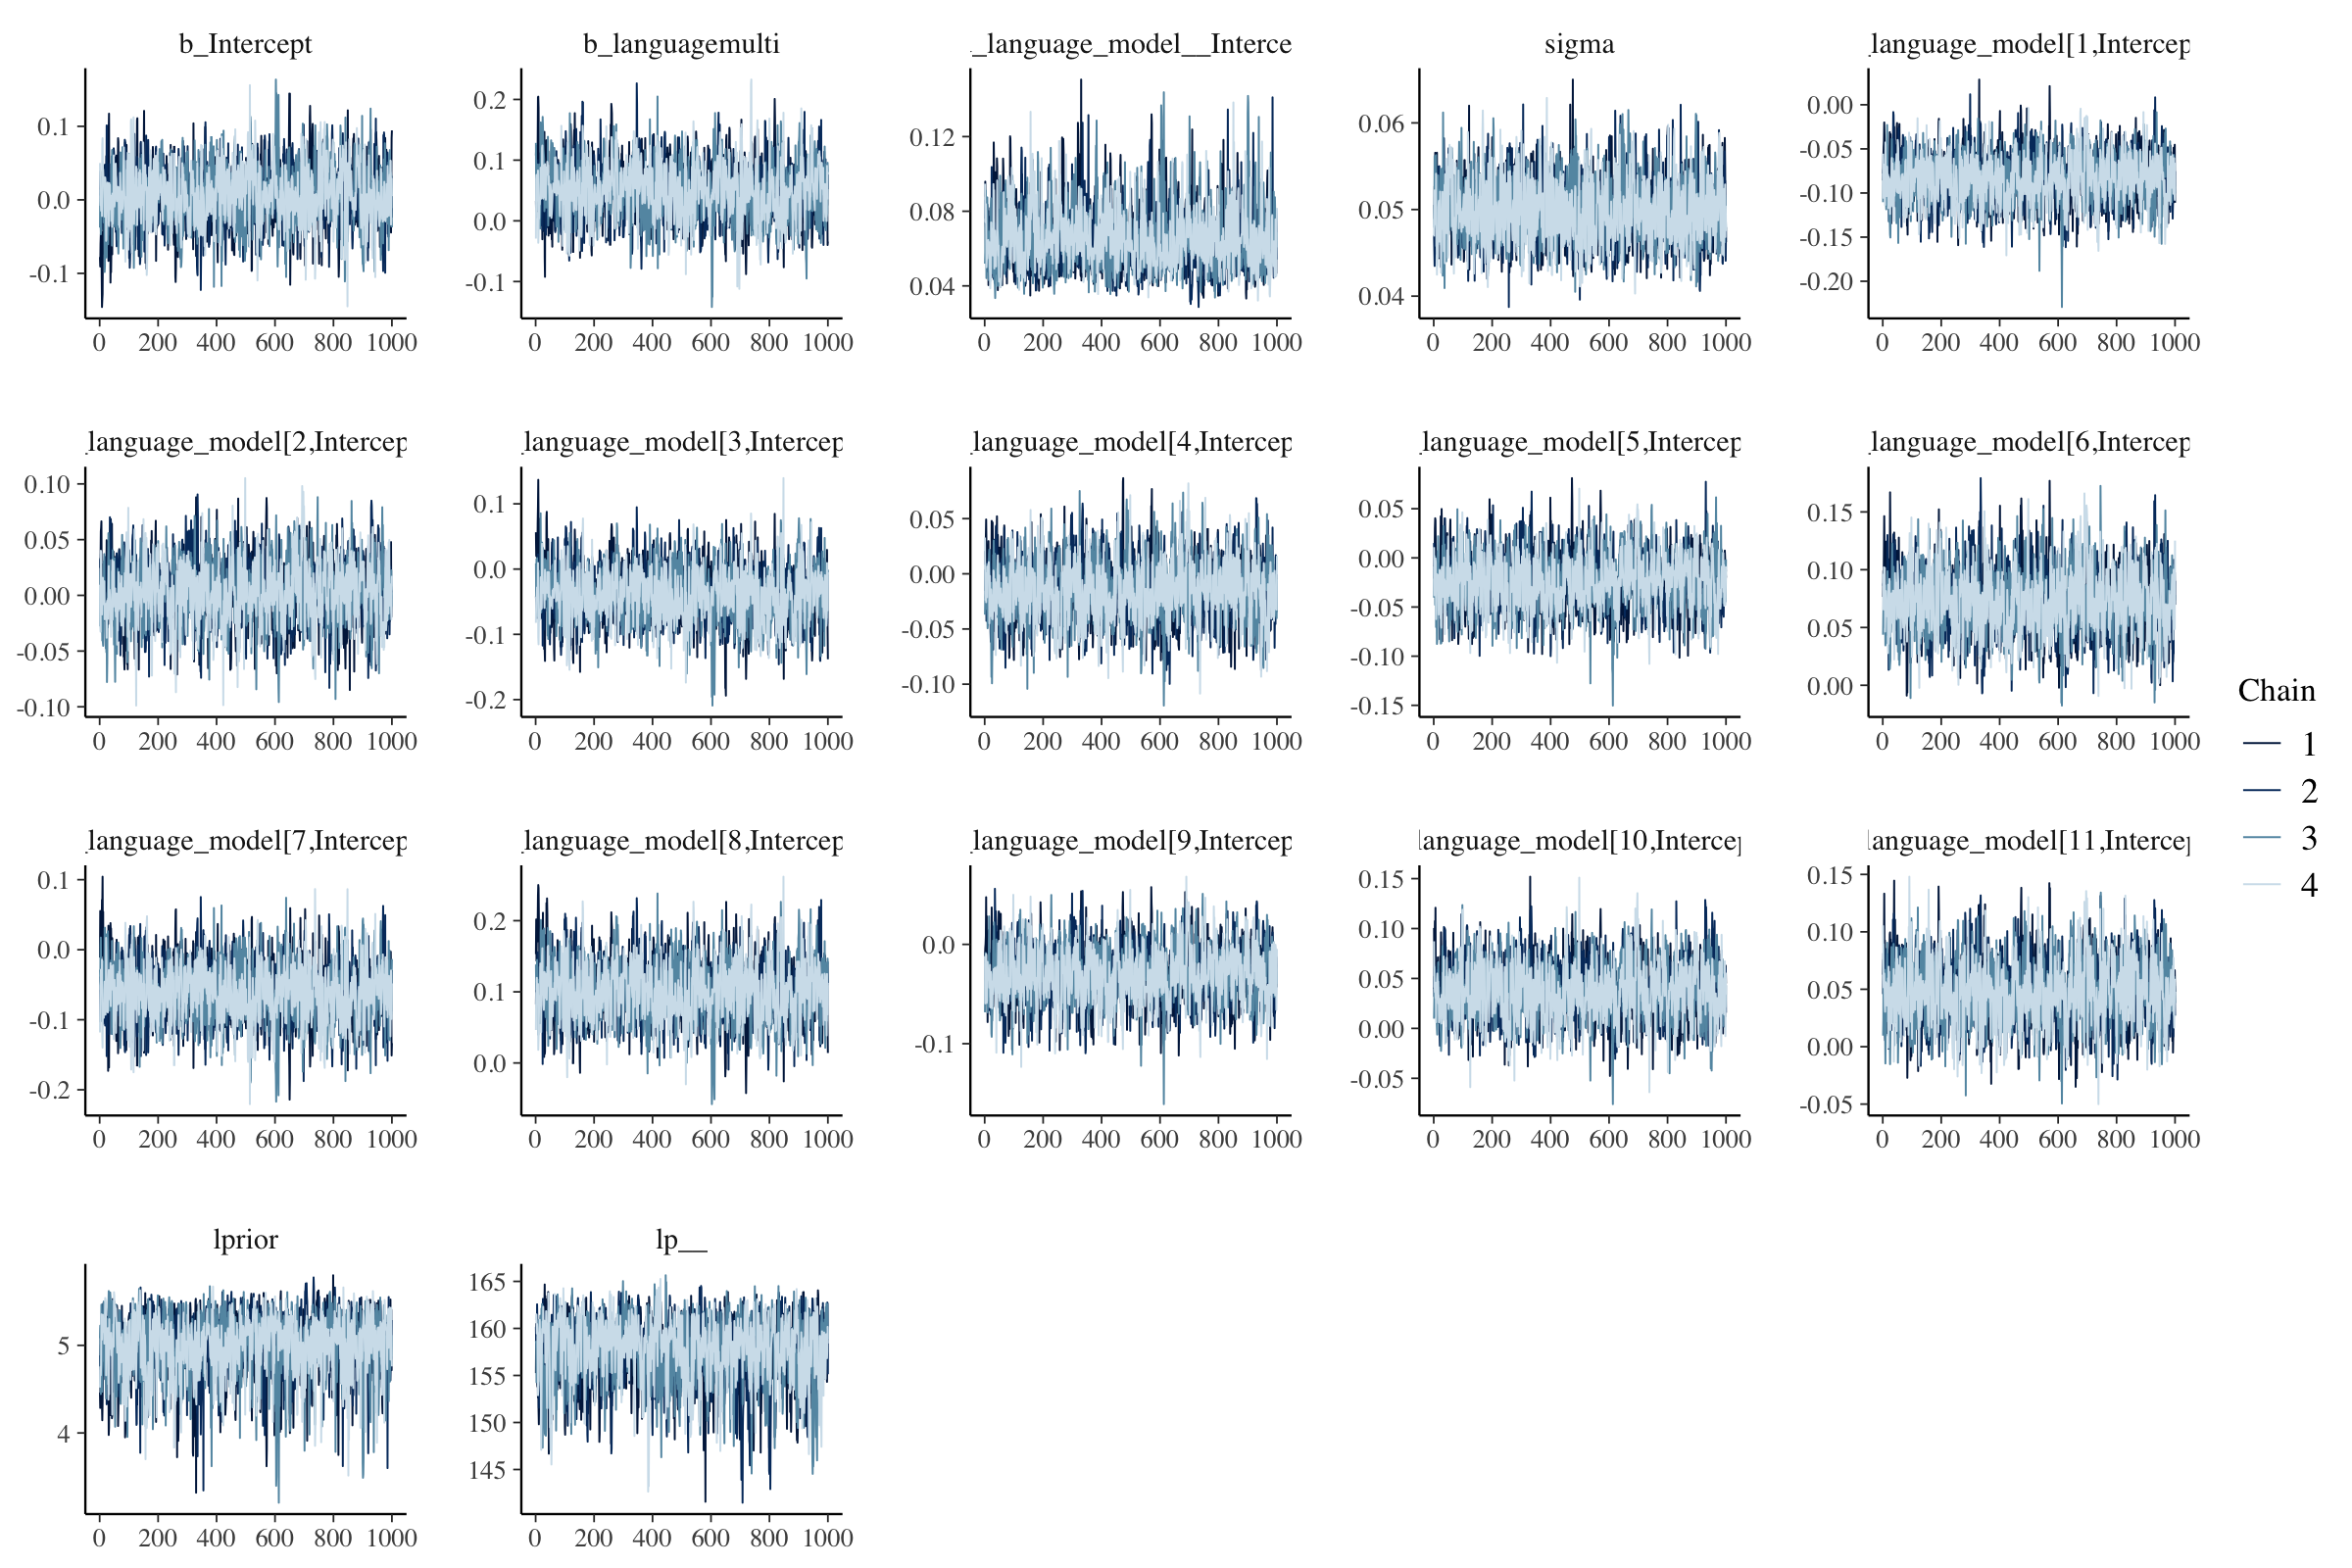 b_Intercept
b_languagemulti
_language_model__Interce
sigma
_language_model[1,Intercep
0.1
0.0
-0.1
0.2
0.1
0.0
-0.1
0.12
0.08
0.04
0.06
0.05
0.04
0.00
-0.05
-0.10
-0.15
-0.20
0 200 400 600 800 1000
0 200 400 600 800 1000
0 200 400 600 800 1000
0 200 400 600 800 1000
0 200 400 600 800 1000
_language_model[2,Intercep
_language_model[3,Intercep
_language_model[4,Intercep
_language_model[5,Intercep
_language_model[6,Intercep
0.10
0.05
0.00
-0.05
-0.10
0.1
0.0
-0.1
-0.2
0.05
0.00
-0.05
-0.10
0.05
0.00
-0.05
-0.10
-0.15
0.15
0.10
0.05
0.00
0 200 400 600 800 1000
0 200 400 600 800 1000
0 200 400 600 800 1000
0 200 400 600 800 1000
0 200 400 600 800 1000
Chain
1
2
3
4
_language_model[7,Intercep
_language_model[8,Intercep
_language_model[9,Intercep
language_model[10,Intercep
language_model[11,Intercep
0.1
0.0
-0.1
-0.2
0.2
0.1
0.0
0.0
-0.1
0.15
0.10
0.05
0.00
-0.05
0.15
0.10
0.05
0.00
-0.05
0 200 400 600 800 1000
0 200 400 600 800 1000
0 200 400 600 800 1000
0 200 400 600 800 1000
0 200 400 600 800 1000
lprior
lp__
5
4
165
160
155
150
145
0 200 400 600 800 1000
0 200 400 600 800 1000